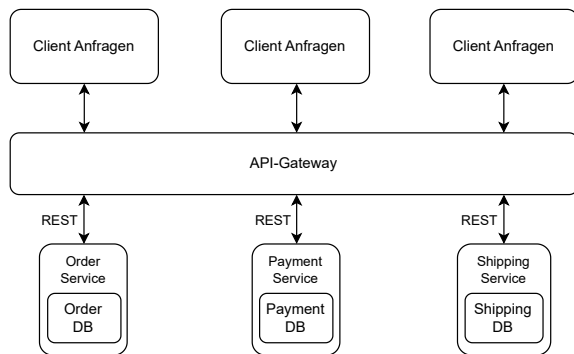 Client Anfragen
Client Anfragen
Client Anfragen
API-Gateway
REST
REST
REST
Order
Service
Order
DB
Payment
Service
Payment
DB
Shipping
Service
Shipping
DB